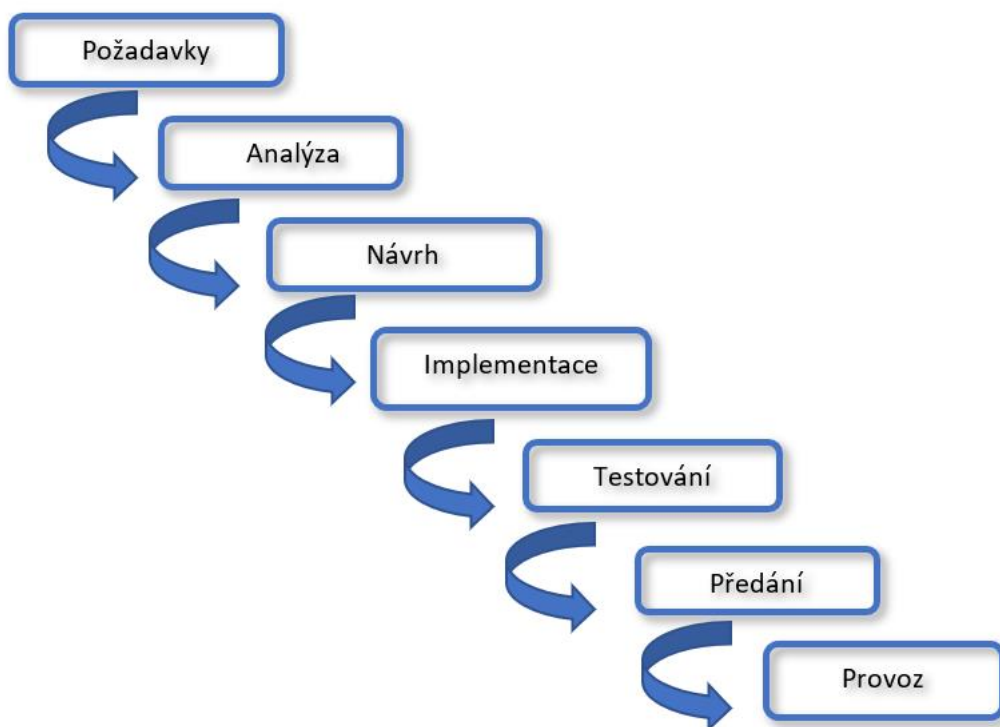 Požadavky
Analýza
Návrh
Implementace
Testování
Předání
Provoz